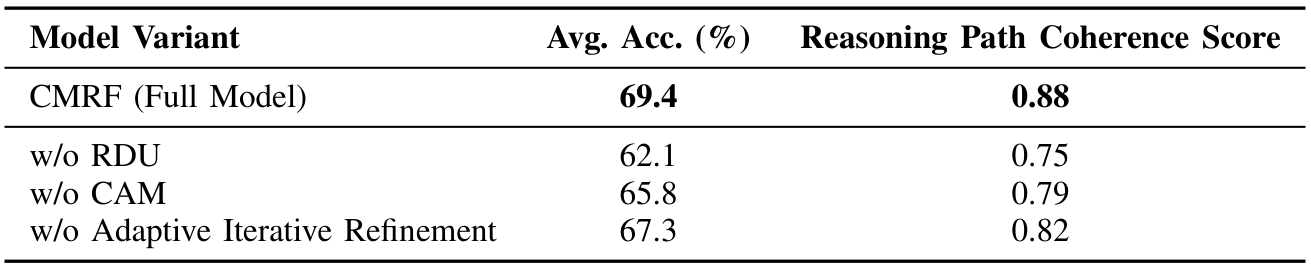 Model Variant Avg. Acc. (%) Reasoning Path Coherence Score
CMRF (Full Model) 69.4 0.88
w/o RDU 62.1 0.75
w/o CAM 65.8 0.79
w/o Adaptive Iterative Refinement 67.3 0.82